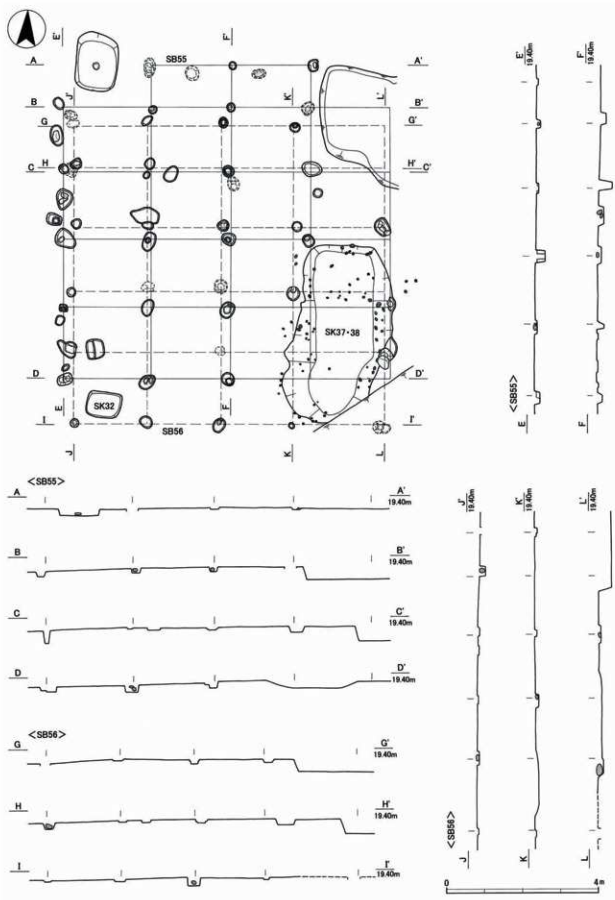 E' F'
A SB55 A'
J' K' L'
B B'
G G'
H H'
C C'
SK37・38
D D'
SK32
E F
I SB56 I'
J K L
E' 19.40m
F' 19.40m
<SB55>
E F
<SB55>
A A' 19.40m
B B' 19.40m
C C' 19.40m
D D' 19.40m
<SB56>
G G' 19.40m
H H' 19.40m
I I' 19.40m
J' 19.40m
K' 19.40m
L' 19.40m
<SB56>
J K L
0 4m